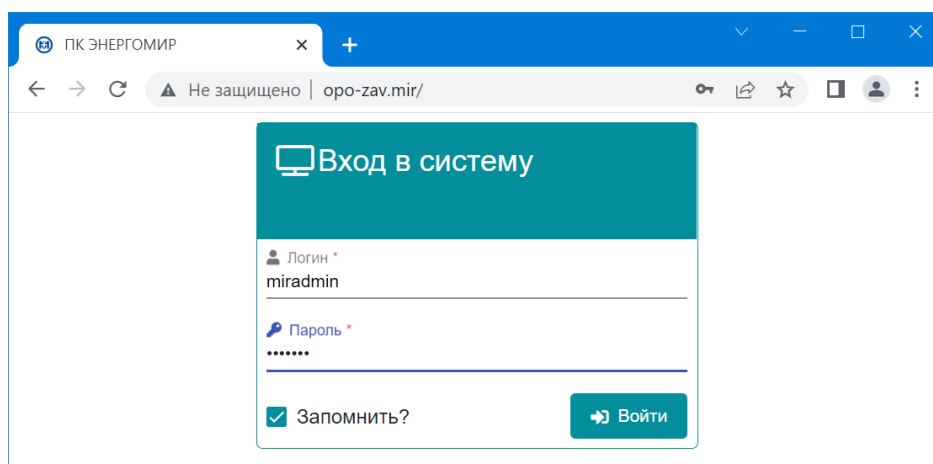 ПК ЭНЕРГОМИР
Не защищено | opo-zav.mir/
Вход в систему
Логин *
miradmin
Пароль *
•••••••
Запомнить?
Войти